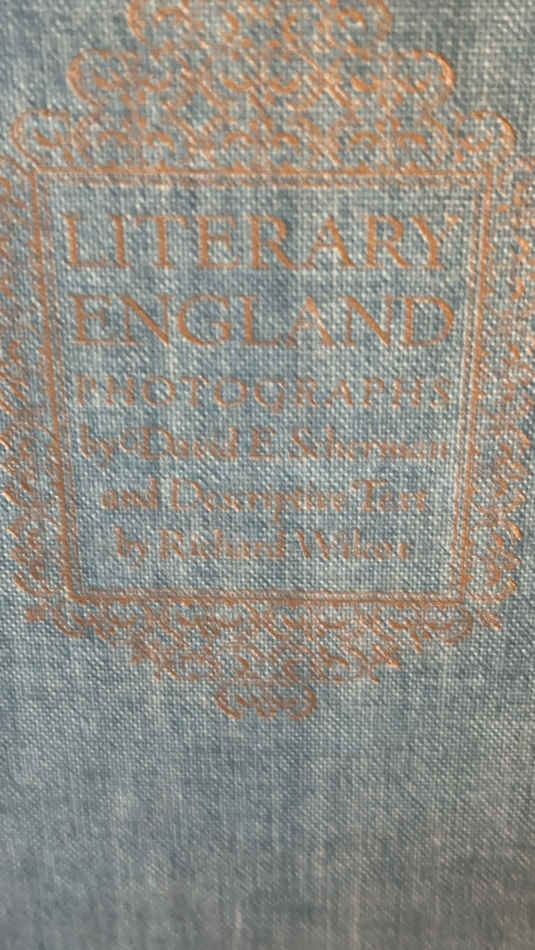 LITERARY
ENGLAND
PHOTOGRAPHS
by David E. Scherman
and Descriptive Text
by Richard Wilcox